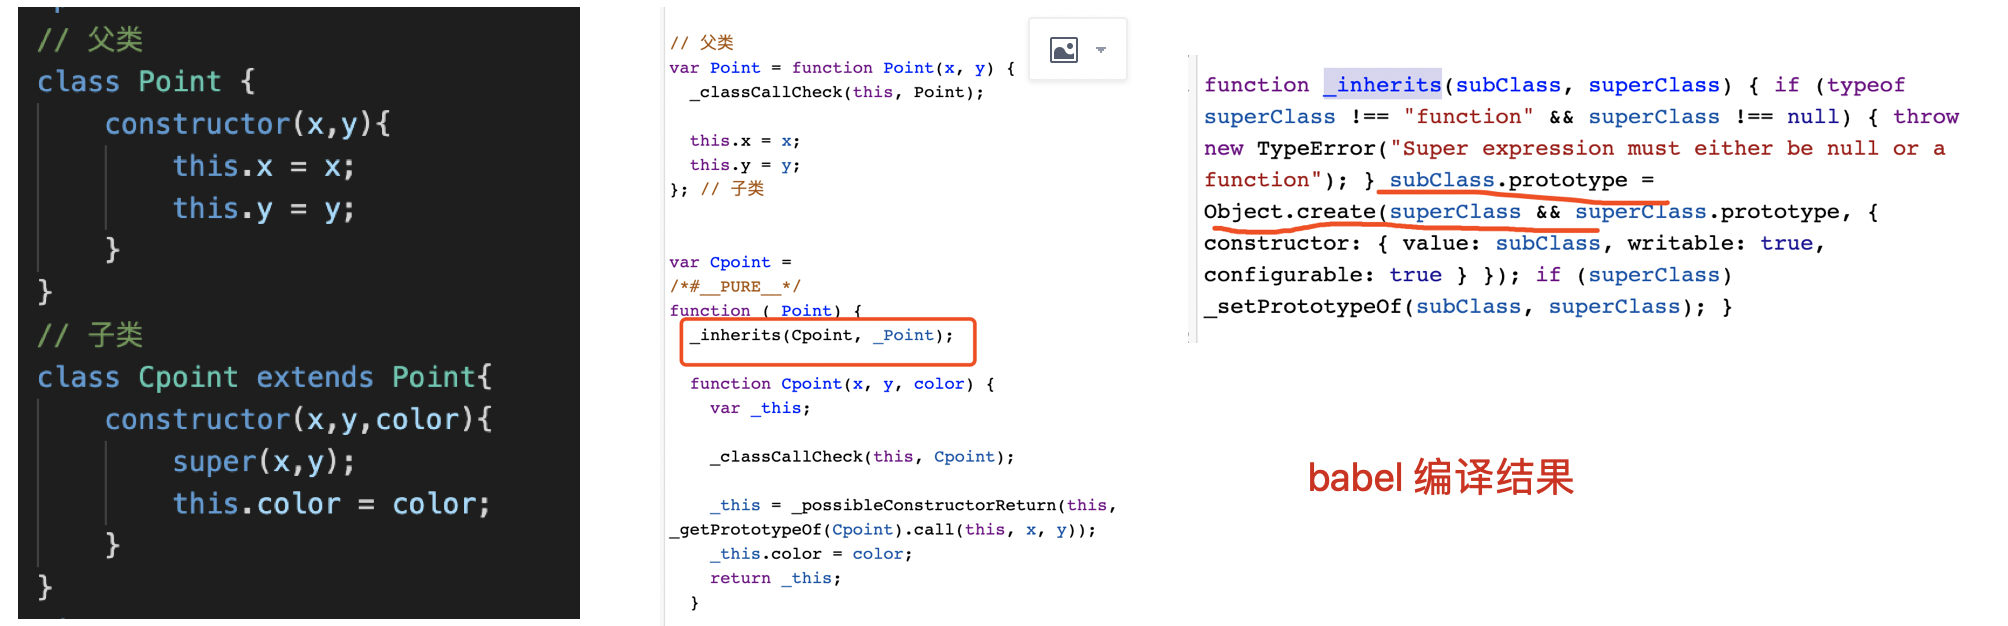 // 父类
class Point {
constructor(x,y){
this.x = x;
this.y = y;
}
}
// 子类
class Cpoint extends Point{
constructor(x,y,color){
super(x,y);
this.color = color;
}
}
// 父类
var Point = function Point(x, y) {
_classCallCheck(this, Point);
this.x = x;
this.y = y;
}; // 子类
var Cpoint =
/*#__PURE__*/
function (_Point) {
_inherits(Cpoint, _Point);
function Cpoint(x, y, color) {
var _this;
_classCallCheck(this, Cpoint);
_this = _possibleConstructorReturn(this,
_getPrototypeOf(Cpoint).call(this, x, y));
_this.color = color;
return _this;
}
function _inherits(subClass, superClass) { if (typeof
superClass !== "function" && superClass !== null) { throw
new TypeError("Super expression must either be null or a
function"); } subClass.prototype =
Object.create(superClass && superClass.prototype, {
constructor: { value: subClass, writable: true,
configurable: true } }); if (superClass)
_setPrototypeOf(subClass, superClass); }
babel 编译结果